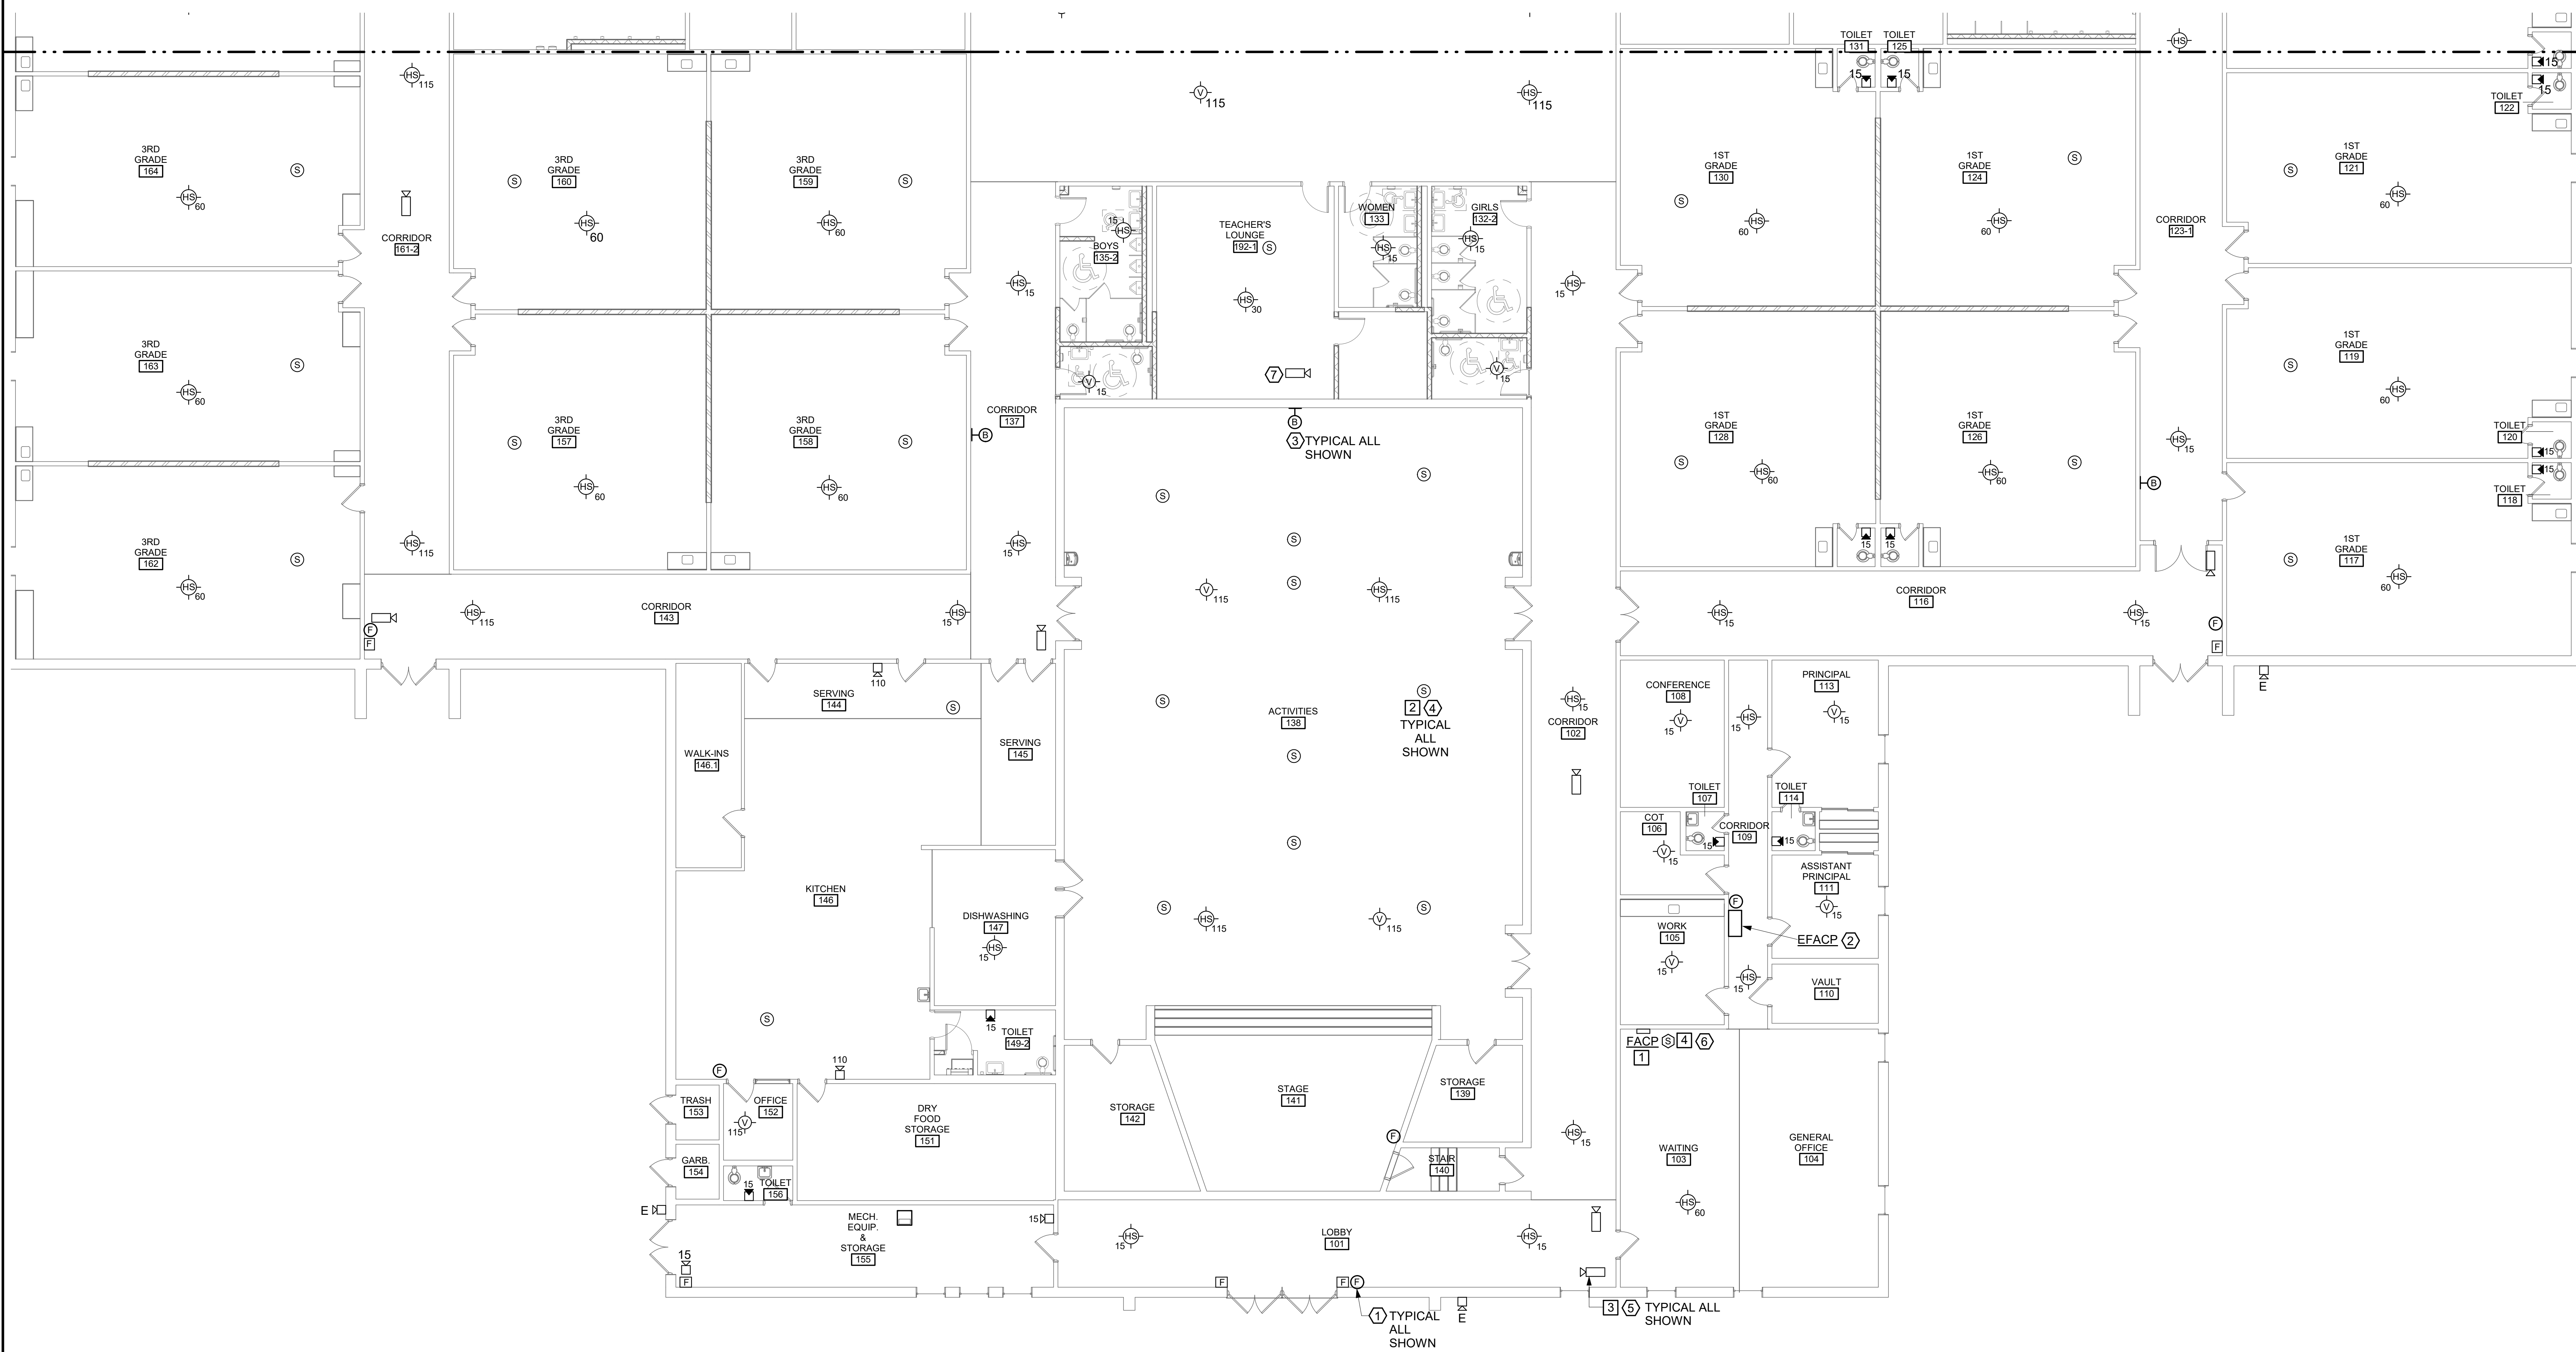 TOILET
131
TOILET
125
HS
HS
115
15
15
15
V
115
HS
115
TOILET
122
15
3RD
GRADE
164
S
3RD
GRADE
160
S
3RD
GRADE
159
S
1ST
GRADE
130
S
1ST
GRADE
124
S
1ST
GRADE
121
S
HS
60
HS
60
HS
60
HS
60
HS
60
HS
60
CORRIDOR
161-2
15
HS
BOYS
135-2
TEACHER'S
LOUNGE
192-1
S
WOMEN
133
HS
15
GIRLS
132-2
HS
15
CORRIDOR
123-1
HS
15
HS
30
HS
15
3RD
GRADE
163
S
HS
60
1ST
GRADE
119
S
HS
60
V
15
7
V
15
3RD
GRADE
157
S
3RD
GRADE
158
S
CORRIDOR
137
B
B
3
TYPICAL ALL
SHOWN
1ST
GRADE
128
S
1ST
GRADE
126
S
HS
15
TOILET
120
15
15
TOILET
118
B
HS
60
HS
60
S
S
HS
60
HS
60
3RD
GRADE
162
S
HS
60
HS
115
HS
15
S
S
15
15
1ST
GRADE
117
S
HS
60
V
115
HS
115
CORRIDOR
143
HS
115
HS
15
F
F
CORRIDOR
116
HS
15
HS
15
F
F
110
SERVING
144
S
S
S
ACTIVITIES
138
2
4
TYPICAL
ALL
SHOWN
HS
15
CORRIDOR
102
CONFERENCE
108
V
15
HS
15
PRINCIPAL
113
V
15
E
WALK-INS
146.1
SERVING
145
S
TOILET
107
TOILET
114
COT
106
V
15
15
CORRIDOR
109
15
S
KITCHEN
146
DISHWASHING
147
HS
15
S
HS
115
V
115
S
ASSISTANT
PRINCIPAL
111
V
15
F
EFACP
2
WORK
105
V
15
HS
15
VAULT
110
S
15
TOILET
149-2
FACP
S
4
6
1
F
110
TRASH
153
OFFICE
152
V
115
DRY
FOOD
STORAGE
151
STORAGE
142
STAGE
141
STORAGE
139
F
STAIR
140
HS
15
WAITING
103
GENERAL
OFFICE
104
GARB.
154
15
TOILET
156
HS
60
E
MECH.
EQUIP.
&
STORAGE
155
15
HS
15
LOBBY
101
HS
15
15
F
F
F
F
1
TYPICAL
ALL
SHOWN
E
3
5
TYPICAL ALL
SHOWN